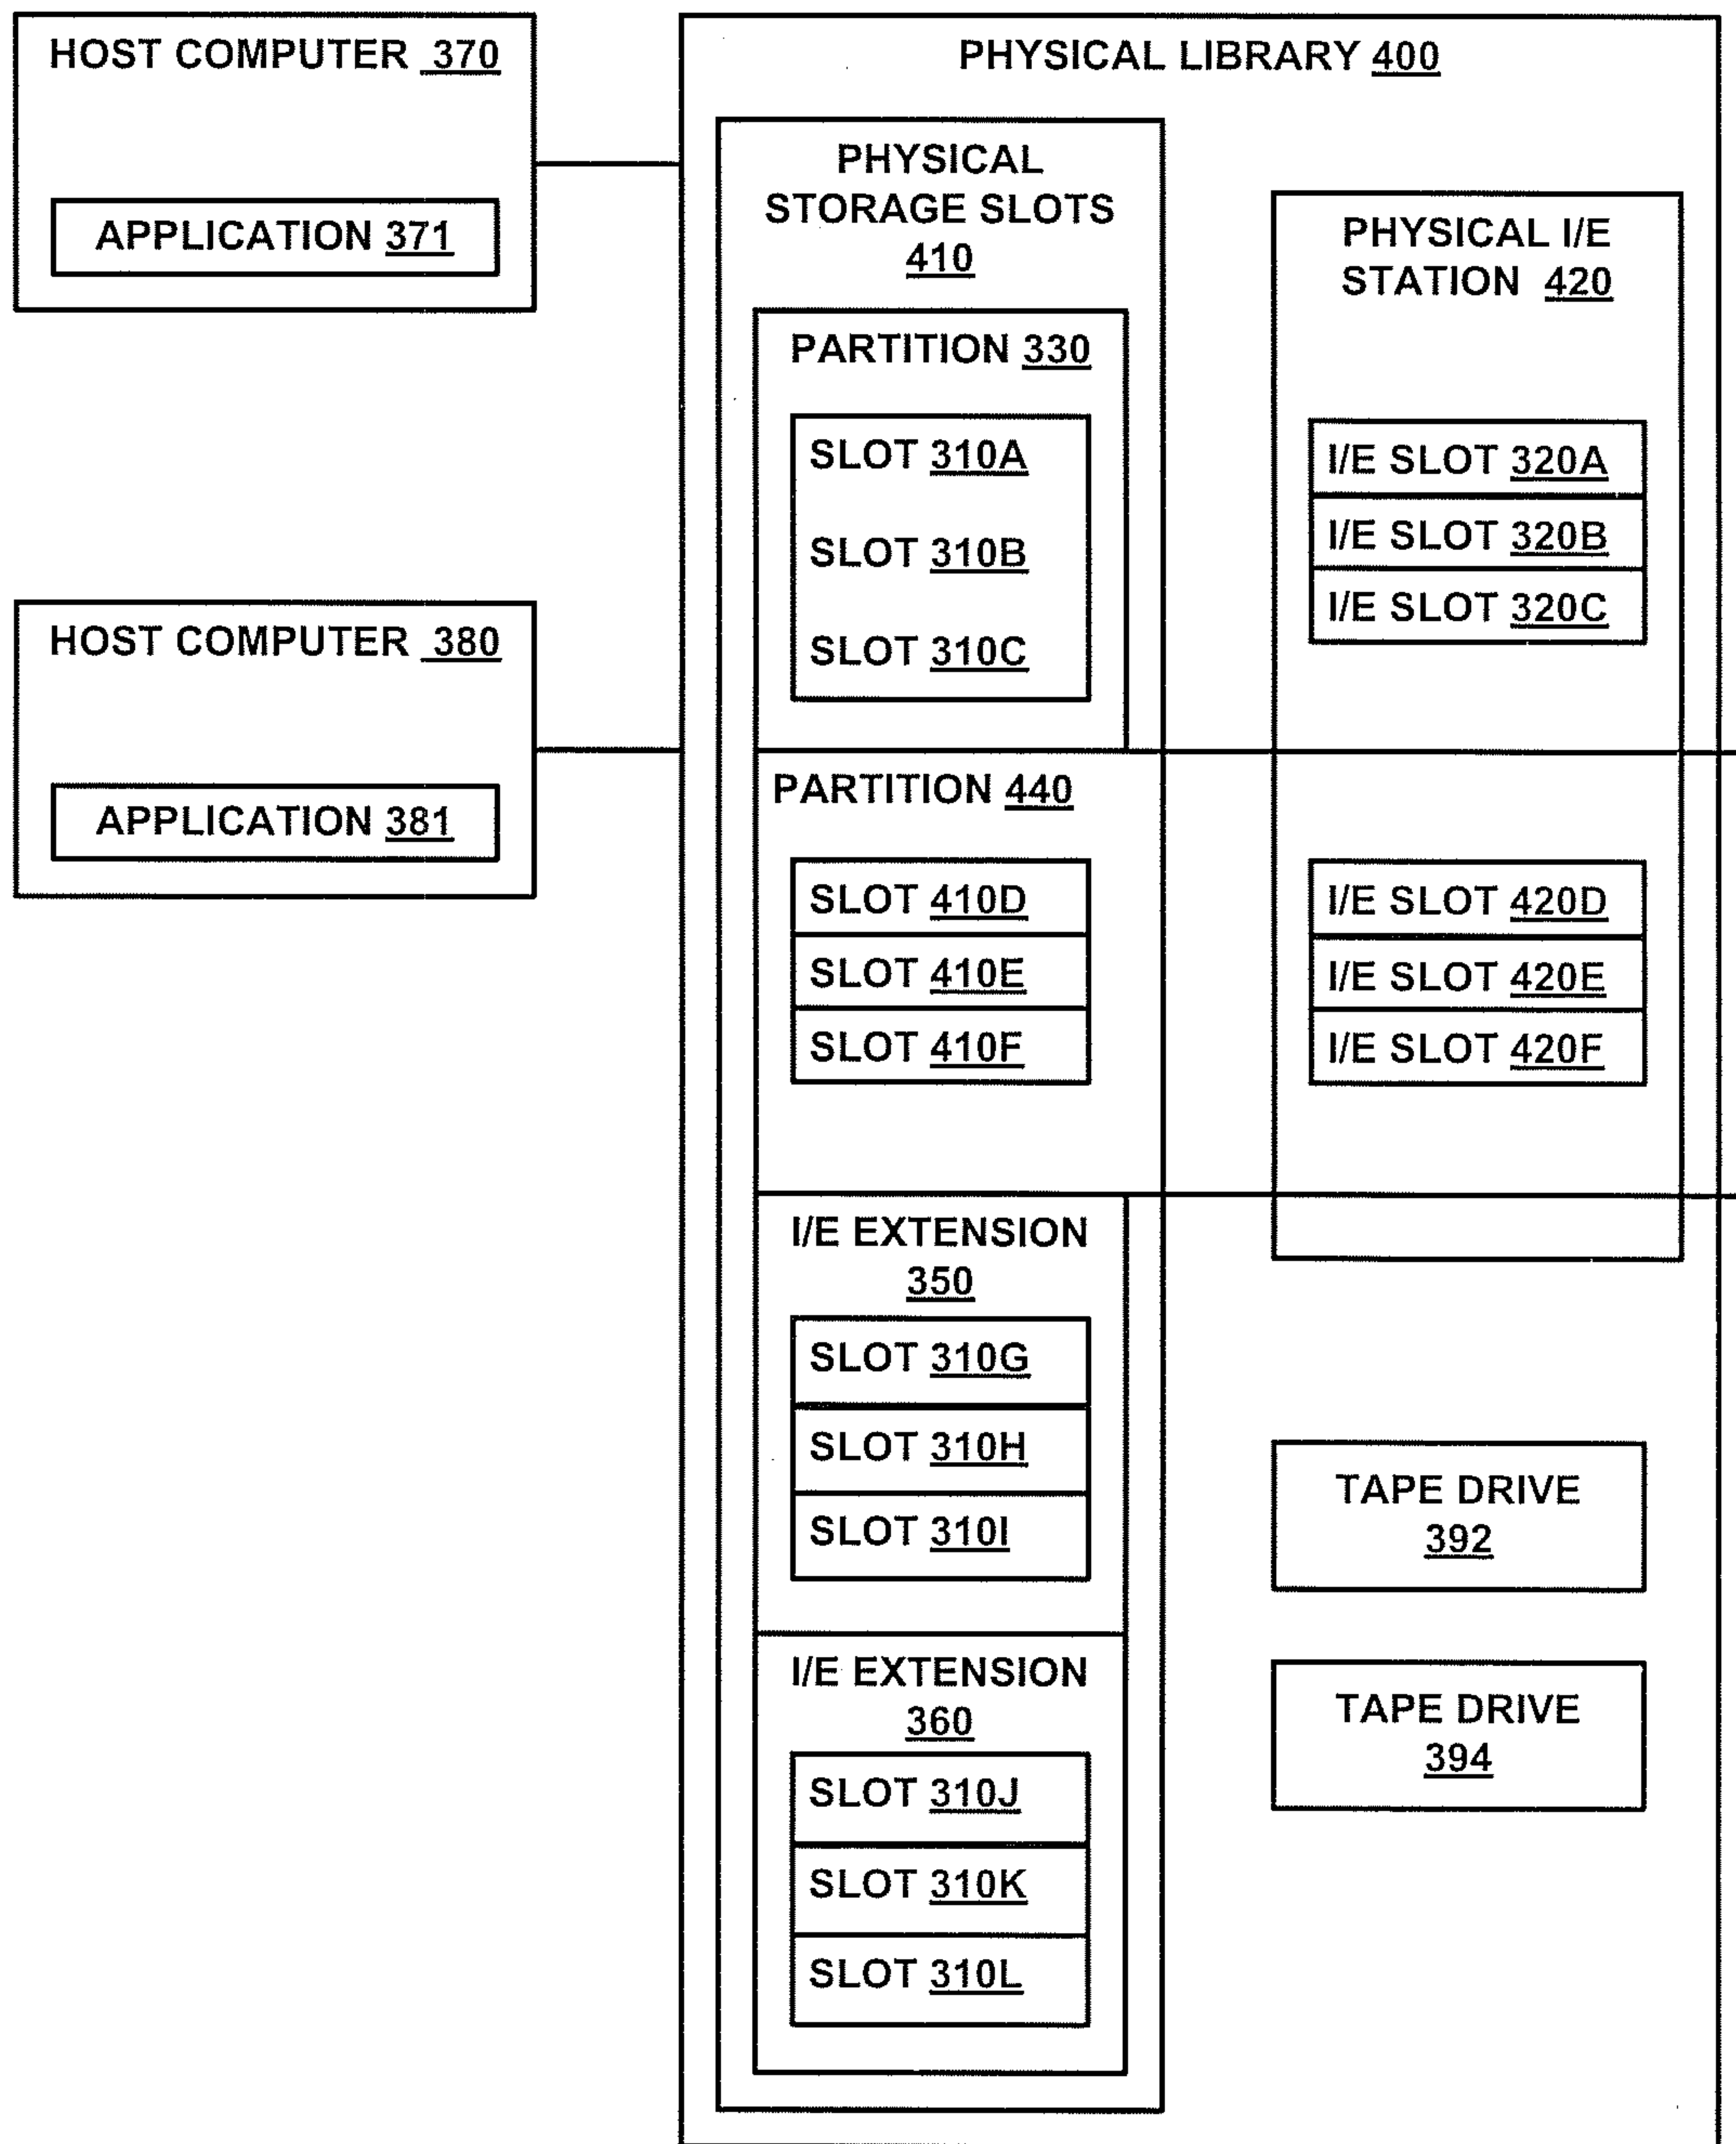 HOST COMPUTER 370
APPLICATION 371
HOST COMPUTER 380
APPLICATION 381
PHYSICAL LIBRARY 400
PHYSICAL
STORAGE SLOTS
410
PARTITION 330
SLOT 310A
SLOT 310B
SLOT 310C
PARTITION 440
SLOT 410D
SLOT 410E
SLOT 410F
I/E EXTENSION
350
SLOT 310G
SLOT 310H
SLOT 310I
I/E EXTENSION
360
SLOT 310J
SLOT 310K
SLOT 310L
PHYSICAL I/E
STATION 420
I/E SLOT 320A
I/E SLOT 320B
I/E SLOT 320C
I/E SLOT 420D
I/E SLOT 420E
I/E SLOT 420F
TAPE DRIVE
392
TAPE DRIVE
394